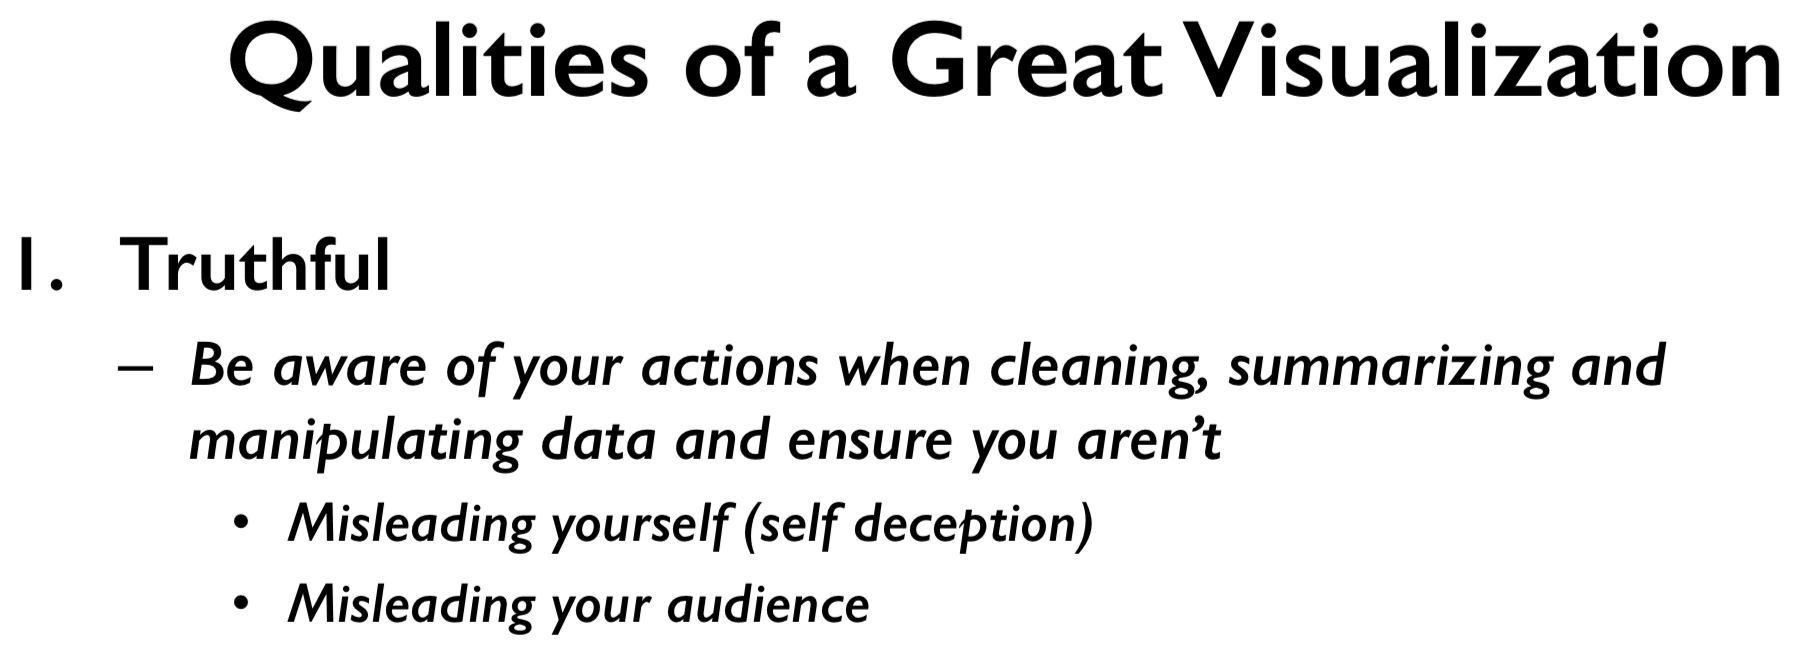 Qualities of a Great Visualization
1. Truthful
– Be aware of your actions when cleaning, summarizing and
manipulating data and ensure you aren’t
• Misleading yourself (self deception)
• Misleading your audience